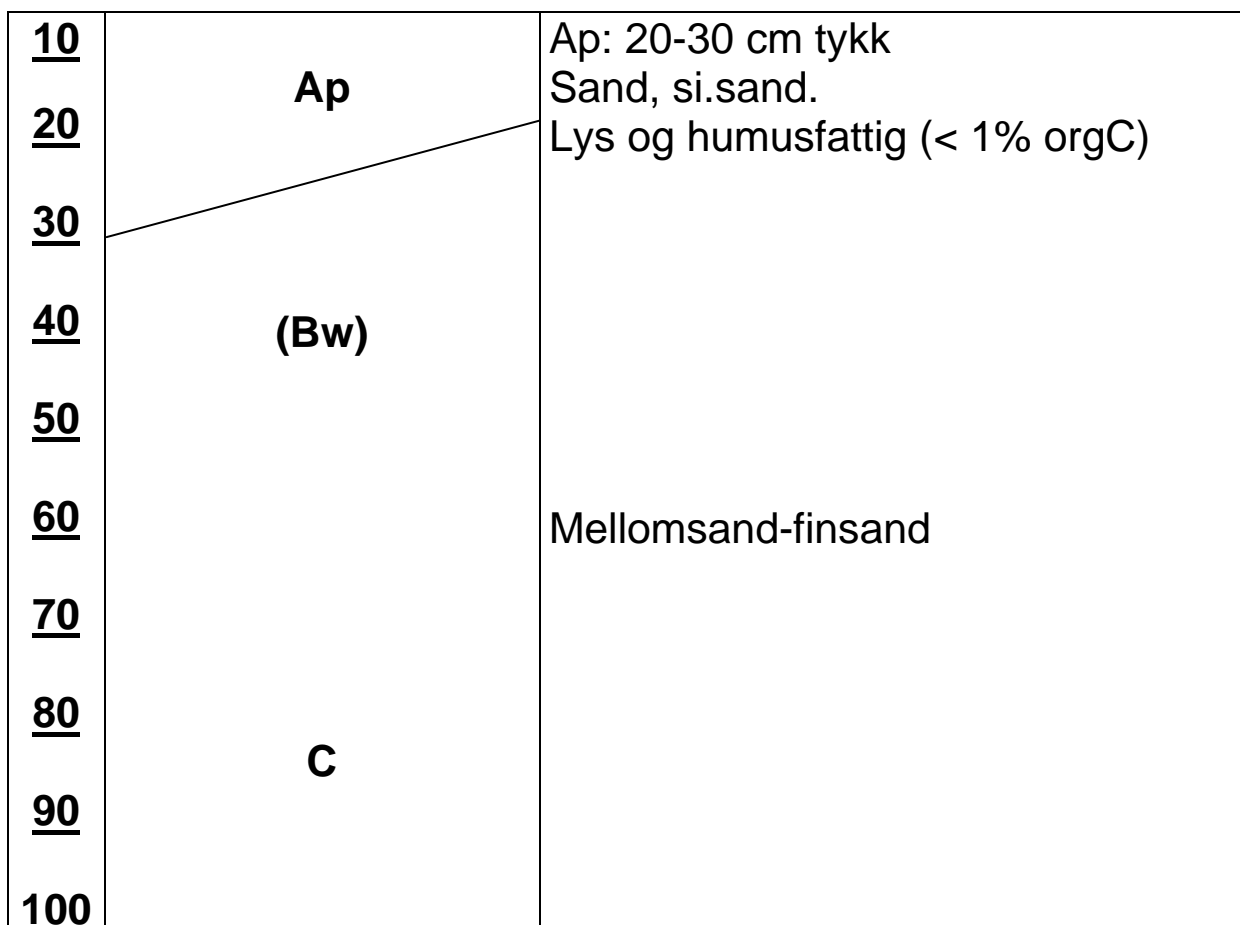 10
Ap
Ap: 20-30 cm tykk
Sand, si.sand.
20
Lys og humusfattig (< 1% orgC)
30
40
(Bw)
50
60
Mellomsand-finsand
70
80
C
90
100